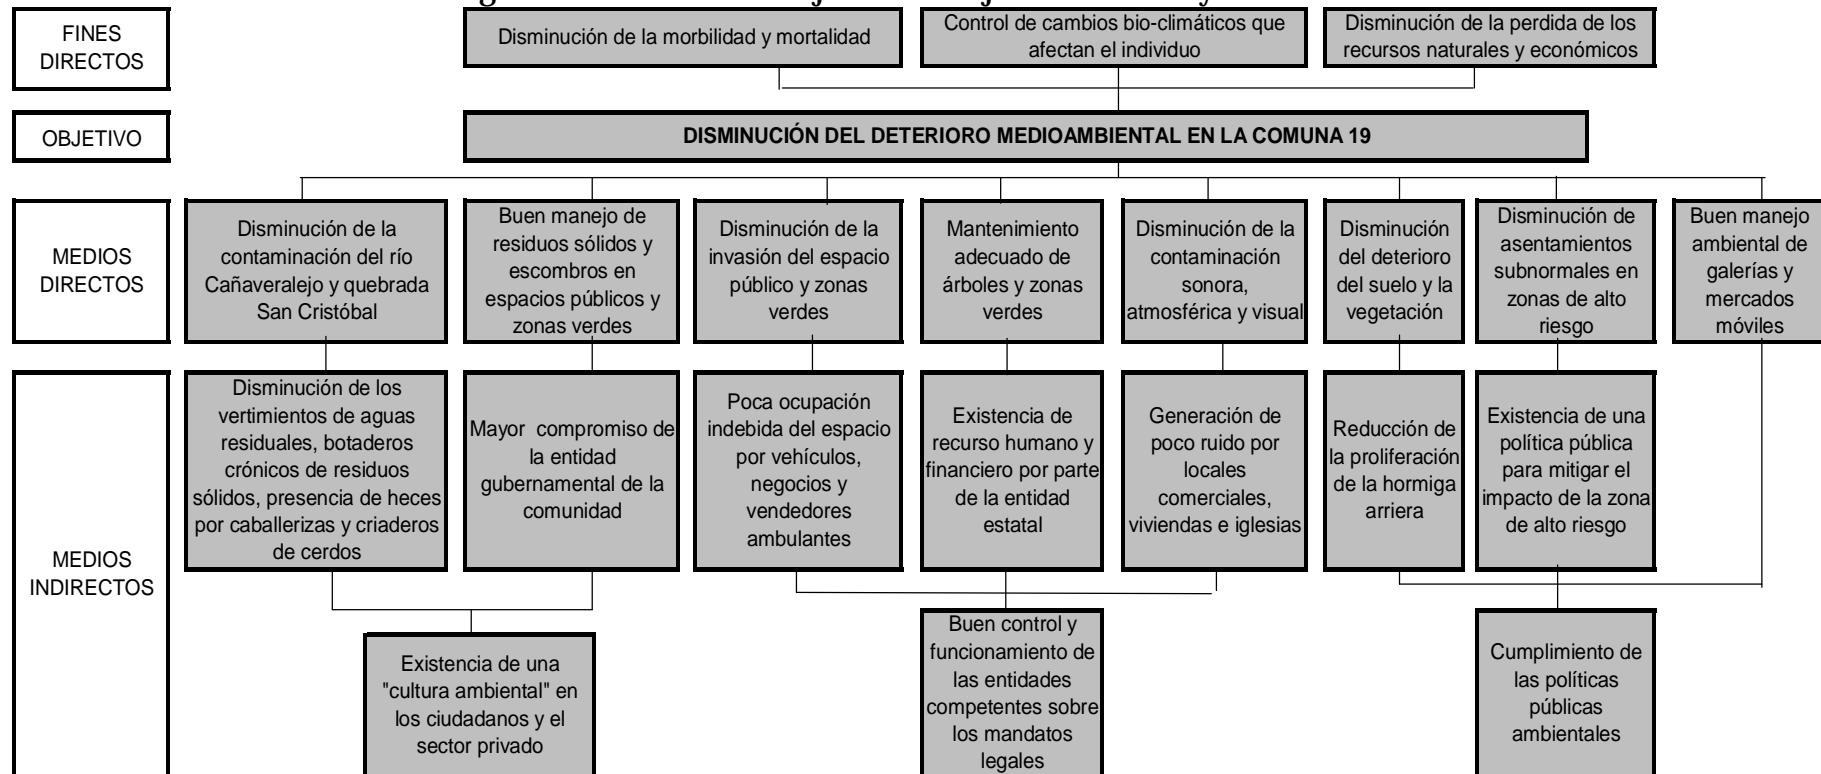 FINES
DIRECTOS
Disminución de la morbilidad y mortalidad
Control de cambios bio-climáticos que
afectan el individuo
Disminución de la perdida de los
recursos naturales y económicos
OBJETIVO
DISMINUCIÓN DEL DETERIORO MEDIOAMBIENTAL EN LA COMUNA 19
MEDIOS
DIRECTOS
Disminución de la
contaminación del río
Cañaveralejo y quebrada
San Cristóbal
Buen manejo de
residuos sólidos y
escombros en
espacios públicos y
zonas verdes
Disminución de la
invasión del espacio
público y zonas
verdes
Mantenimiento
adecuado de
árboles y zonas
verdes
Disminución de la
contaminación
sonora,
atmosférica y visual
Disminución
del deterioro
del suelo y la
vegetación
Disminución de
asentamientos
subnormales en
zonas de alto
riesgo
Buen manejo
ambiental de
galerías y
mercados
móviles
MEDIOS
INDIRECTOS
Disminución de los
vertimientos de aguas
residuales, botaderos
crónicos de residuos
sólidos, presencia de heces
por caballerizas y criaderos
de cerdos
Mayor compromiso de
la entidad
gubernamental de la
comunidad
Poca ocupación
indebida del espacio
por vehículos,
negocios y
vendedores
ambulantes
Existencia de
recurso humano y
financiero por parte
de la entidad
estatal
Generación de
poco ruido por
locales
comerciales,
viviendas e iglesias
Reducción de
la proliferación
de la hormiga
arriera
Existencia de una
política pública
para mitigar el
impacto de la zona
de alto riesgo
Existencia de una
"cultura ambiental" en
los ciudadanos y el
sector privado
Buen control y
funcionamiento de
las entidades
competentes sobre
los mandatos
legales
Cumplimiento de
las políticas
públicas
ambientales